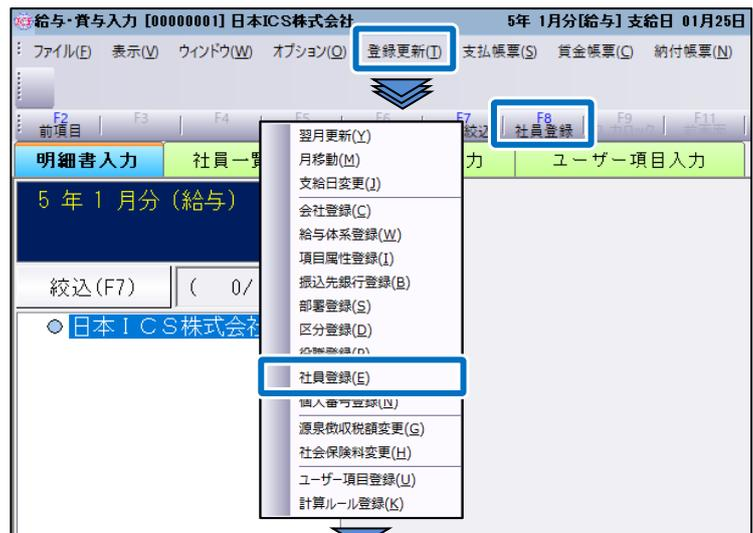 給与・賞与入力 [00000001] 日本ICS株式会社 5年 1月分[給与] 支給日 01月25日
ファイル(F) 表示(V) ウィンドウ(W) オプション(O) 登録更新(T) 支払帳票(S) 賃金帳票(C) 納付帳票(N)
F2 F3 F4 F5 F6 F7 F8 F9 F11
前項目 絞込 社員登録
明細書入力 社員一覧 力 ユーザー項目入力
5 年 1 月分 (給与)
絞込(F7) ( 0/
日本ICS株式会社
翌月更新(Y)
月移動(M)
支給日変更(J)
会社登録(C)
給与体系登録(W)
項目属性登録(I)
振込先銀行登録(B)
部署登録(S)
区分登録(D)
役職登録(P)
社員登録(E)
個人番号登録(N)
源泉徴収税額変更(G)
社会保険料変更(H)
ユーザー項目登録(U)
計算ルール登録(K)